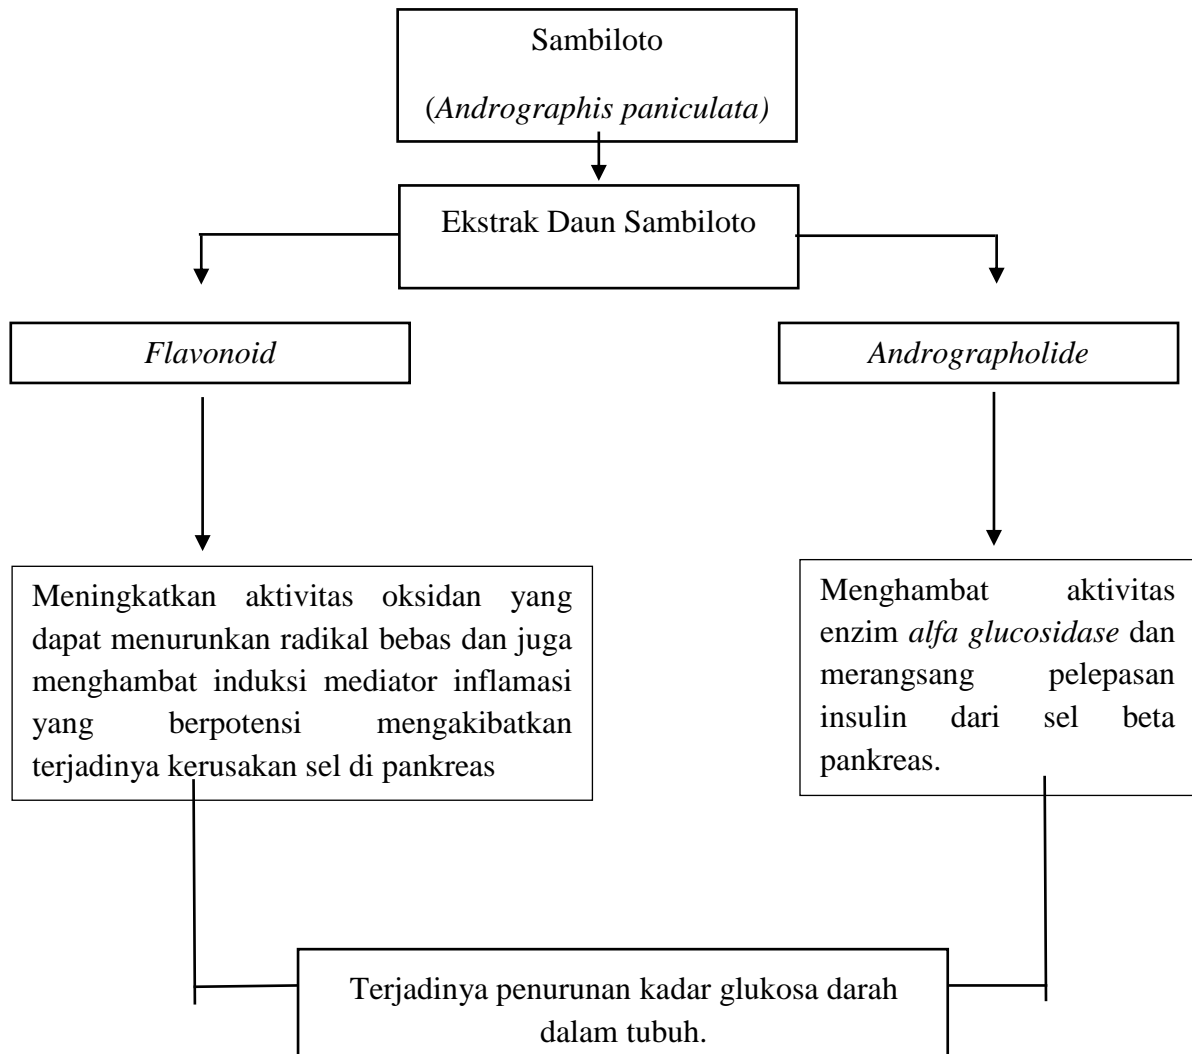 Sambiloto
(Andrographis paniculata)
Ekstrak Daun Sambiloto
Flavonoid
Andrographolide
Meningkatkan aktivitas oksidan yang
dapat menurunkan radikal bebas dan juga
menghambat induksi mediator inflamasi
yang berpotensi mengakibatkan
terjadinya kerusakan sel di pankreas
Menghambat aktivitas
enzim alfa glucosidase dan
merangsang pelepasan
insulin dari sel beta
pankreas.
Terjadinya penurunan kadar glukosa darah
dalam tubuh.